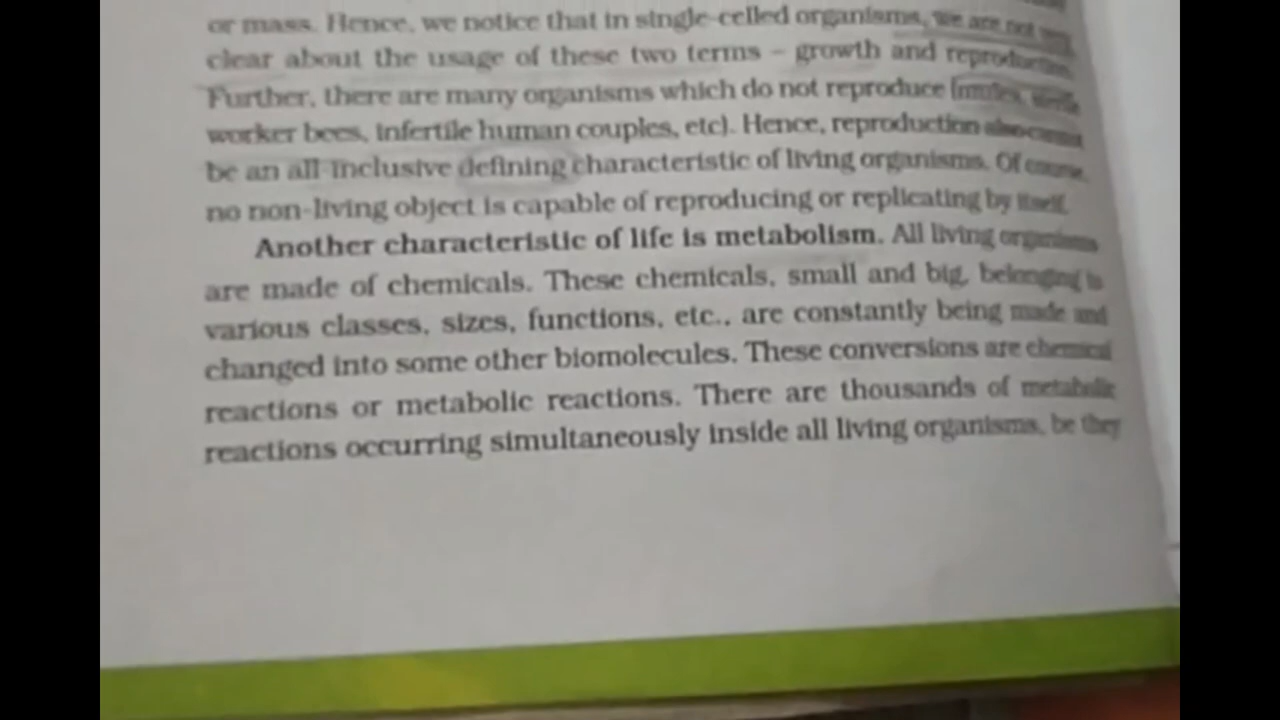 or mass. Hence, we notice that in single-celled organisms, we are not very
clear about the usage of these two terms – growth and reproduction.
Further, there are many organisms which do not reproduce (mules, sterile
worker bees, infertile human couples, etc). Hence, reproduction also cannot
be an all-inclusive defining characteristic of living organisms. Of course,
no non-living object is capable of reproducing or replicating by itself.
Another characteristic of life is metabolism. All living organisms
are made of chemicals. These chemicals, small and big, belonging to
various classes, sizes, functions, etc., are constantly being made and
changed into some other biomolecules. These conversions are chemical
reactions or metabolic reactions. There are thousands of metabolic
reactions occurring simultaneously inside all living organisms, be they